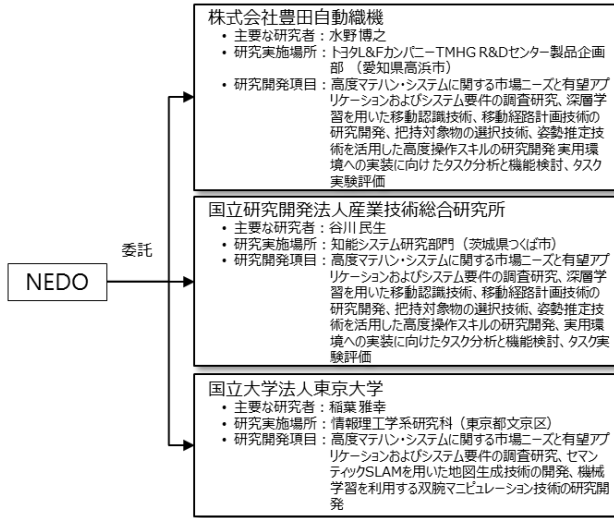 株式会社豊田自動織機
• 主要な研究者：水野博之
• 研究実施場所：トヨタL&FカンパニーTMHG R&Dセンター製品企画
部 （愛知県高浜市）
• 研究開発項目：高度マテハン・システムに関する市場ニーズと有望アプ
リケーションおよびシステム要件の調査研究、深層学
習を用いた移動認識技術、移動経路計画技術の
研究開発、把持対象物の選択技術、姿勢推定技
術を活用した高度操作スキルの研究開発 実用環
境への実装に向けたタスク分析と機能検討、タスク
実験評価
委託
NEDO
国立研究開発法人産業技術総合研究所
• 主要な研究者：谷川民生
• 研究実施場所：知能システム研究部門（茨城県つくば市）
• 研究開発項目：高度マテハン・システムに関する市場ニーズと有望アプ
リケーションおよびシステム要件の調査研究、深層学
習を用いた移動認識技術、移動経路計画技術の
研究開発、把持対象物の選択技術、姿勢推定技
術を活用した高度操作スキルの研究開発、実用環
境への実装に向けたタスク分析と機能検討、タスク実
験評価
国立大学法人東京大学
• 主要な研究者：稲葉雅幸
• 研究実施場所：情報理工学系研究科（東京都文京区）
• 研究開発項目：高度マテハン・システムに関する市場ニーズと有望アプ
リケーションおよびシステム要件の調査研究、セマン
ティックSLAMを用いた地図生成技術の開発、機械
学習を利用する双腕マニピュレーション技術の研究開
発